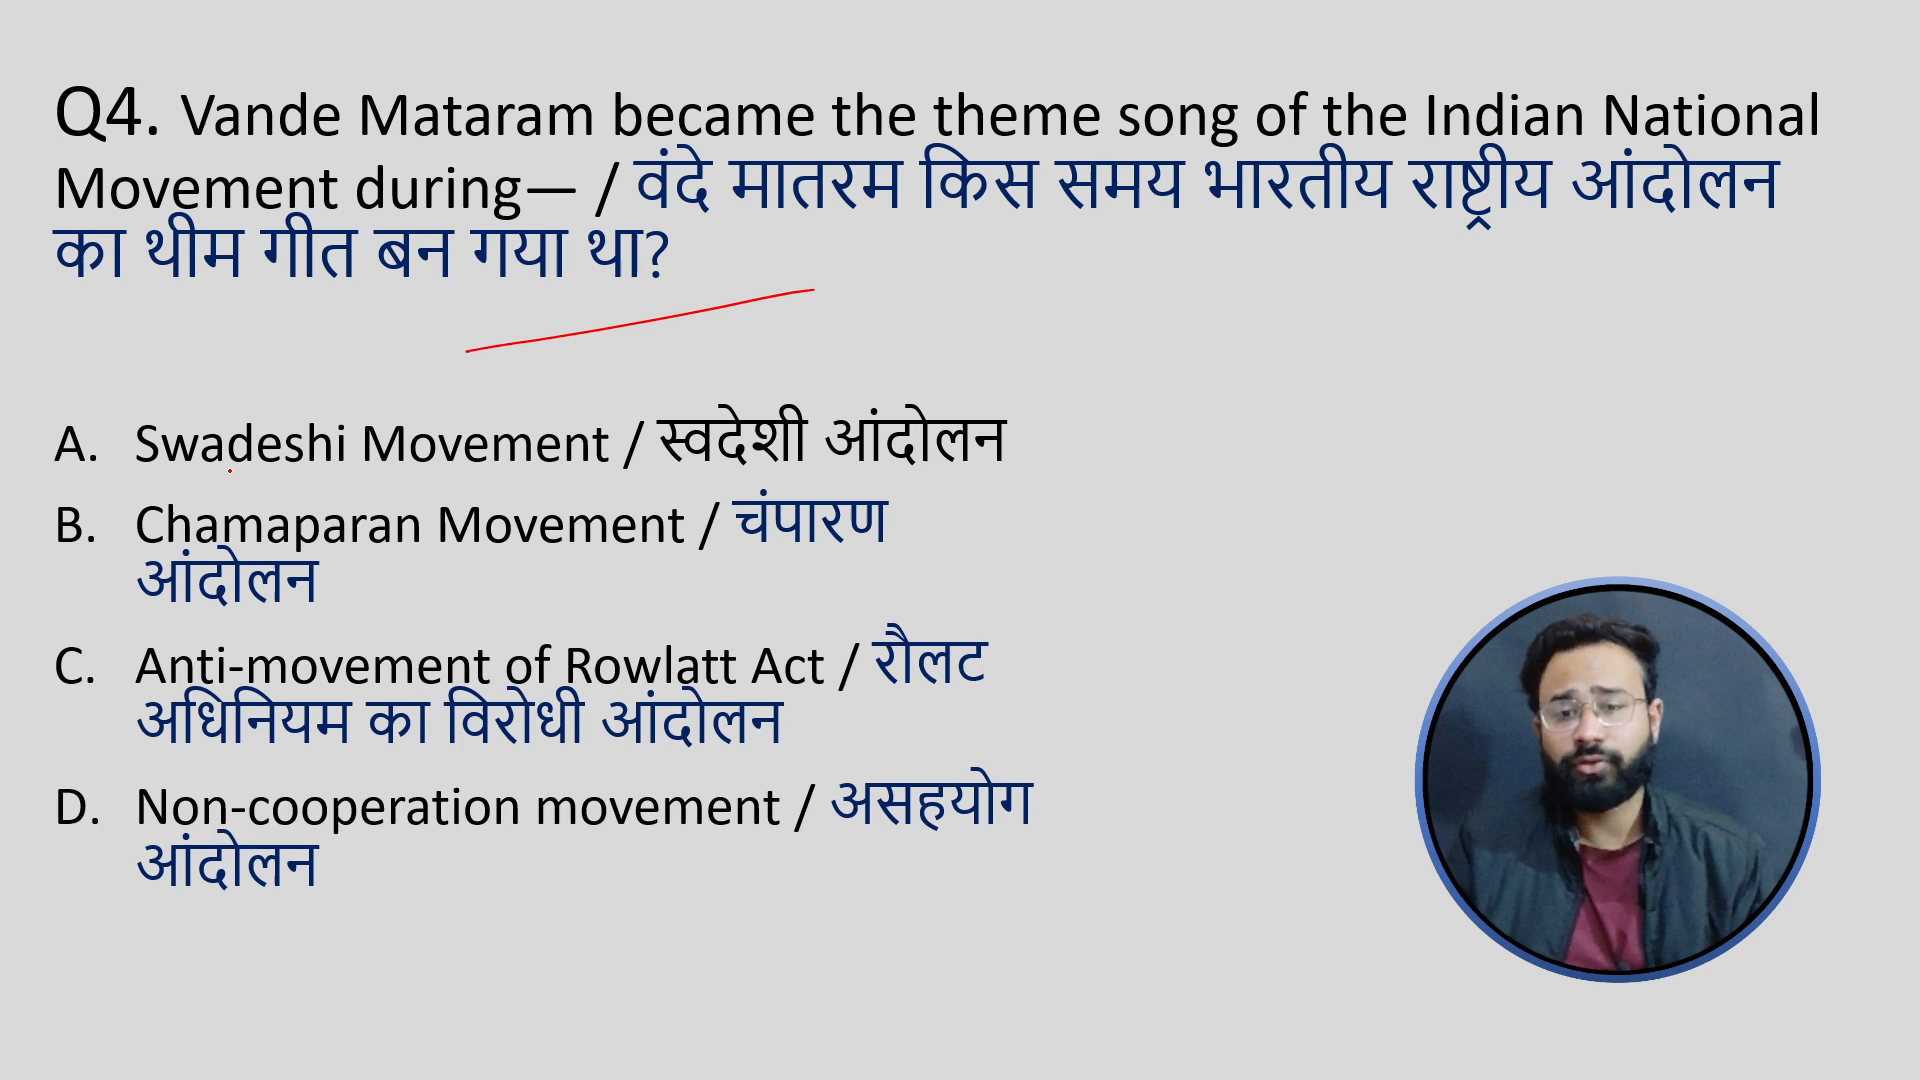 Q4. Vande Mataram became the theme song of the Indian National
Movement during— / वंदे मातरम किस समय भारतीय राष्ट्रीय आंदोलन
का थीम गीत बन गया था?
A. Swadeshi Movement / स्वदेशी आंदोलन
B. Chamaparan Movement / चंपारण
आंदोलन
C. Anti-movement of Rowlatt Act / रौलट
अधिनियम का विरोधी आंदोलन
D. Non-cooperation movement / असहयोग
आंदोलन